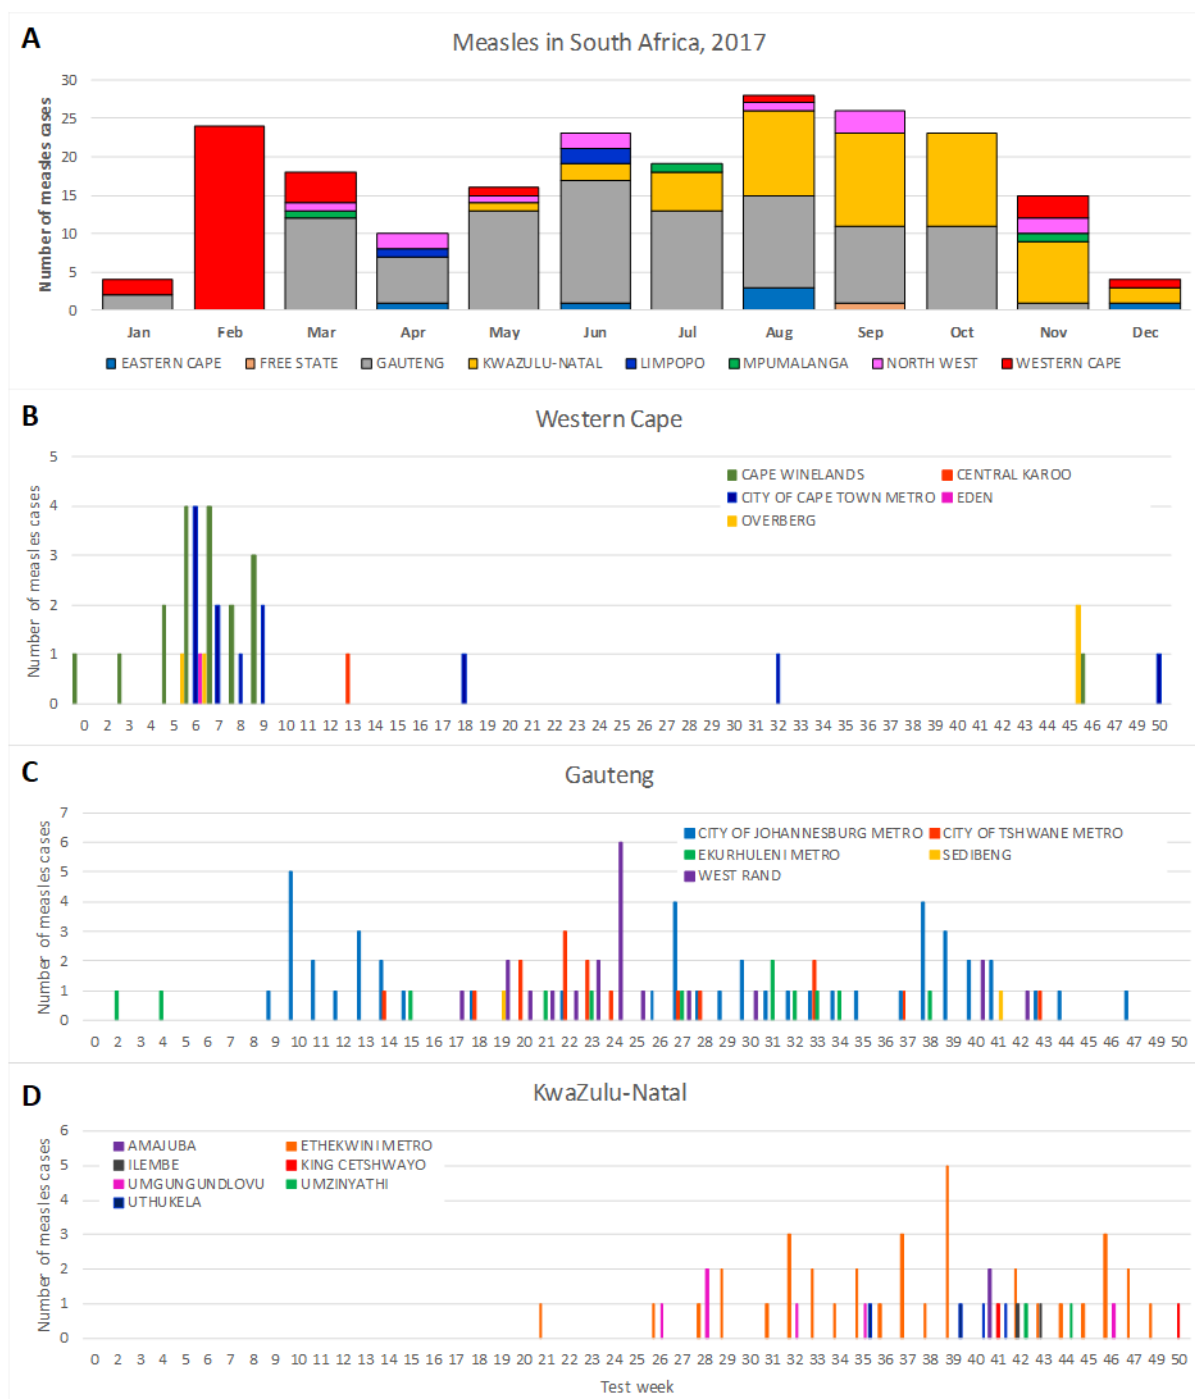 A
Measles in South Africa, 2017
Number of measles cases
30
25
20
15
10
5
0
Jan Feb Mar Apr May Jun Jul Aug Sep Oct Nov Dec
EASTERN CAPE FREE STATE GAUTENG KWAZULU-NATAL LIMPOPO MPUMALANGA NORTH WEST WESTERN CAPE
B
Western Cape
Number of measles cases
5
4
3
2
1
0
CAPE WINELANDS CENTRAL KAROO
CITY OF CAPE TOWN METRO EDEN
OVERBERG
0 2 4 5 6 7 8 9 10 11 12 13 14 15 16 17 18 19 20 21 22 23 24 25 26 27 28 29 30 31 32 33 34 35 36 37 38 39 40 41 42 43 44 45 46 47 49 50
C
Gauteng
Number of measles cases
7
6
5
4
3
2
1
0
CITY OF JOHANNESBURG METRO CITY OF TSHWANE METRO
EKURHULENI METRO SEDIBENG
WEST RAND
0 2 4 5 6 7 8 9 10 11 12 13 14 15 16 17 18 19 20 21 22 23 24 25 26 27 28 29 30 31 32 33 34 35 36 37 38 39 40 41 42 43 44 45 46 47 49 50
D
KwaZulu-Natal
Number of measles cases
6
5
4
3
2
1
0
AMAJUBA ETHEKWINI METRO
ILEMBE KING CETSHWAYO
UMGUNGUNDLOVU UMZINYATHI
UTHUKELA
0 2 4 5 6 7 8 9 10 11 12 13 14 15 16 17 18 19 20 21 22 23 24 25 26 27 28 29 30 31 32 33 34 35 36 37 38 39 40 41 42 43 44 45 46 47 49 50
Test week